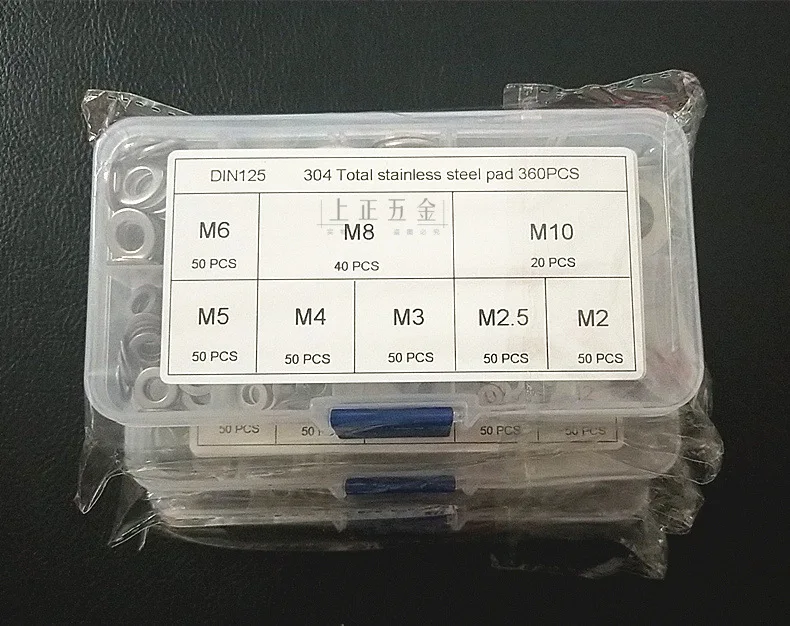 DIN125 304 Total stainless steel pad 360PCS
上正五金
M6 M8 M10
50 PCS 40 PCS 20 PCS
M5 M4 M3 M2.5 M2
50 PCS 50 PCS 50 PCS 50 PCS 50 PCS
50 PCS 50 50 PCS 50 PCS